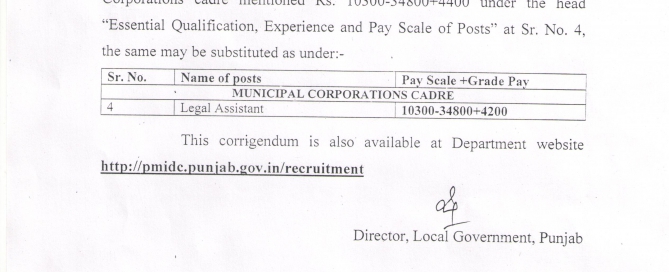 Corporations cadre mentioned Rs. 10300-34800+4400 under the head
“Essential Qualification, Experience and Pay Scale of Posts” at Sr. No. 4,
the same may be substituted as under:-
Sr. No. Name of posts Pay Scale +Grade Pay
MUNICIPAL CORPORATIONS CADRE
4 Legal Assistant 10300-34800+4200
This corrigendum is also available at Department website
http://pmidc.punjab.gov.in/recruitment
Director, Local Government, Punjab